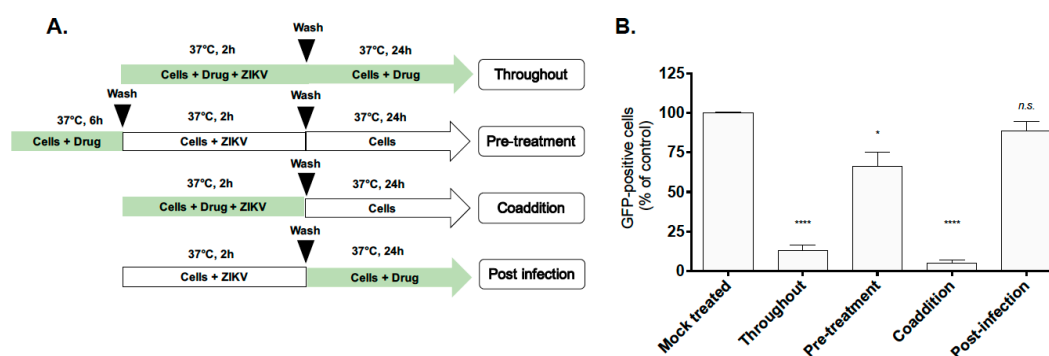 A.
Wash
37°C, 2h
37°C, 24h
Cells + Drug + ZIKV
Cells + Drug
Throughout
Wash
Wash
37°C, 6h
37°C, 2h
37°C, 24h
Cells + Drug
Cells + ZIKV
Cells
Pre-treatment
Wash
37°C, 2h
37°C, 24h
Cells + Drug + ZIKV
Cells
Coaddition
Wash
37°C, 2h
37°C, 24h
Cells + ZIKV
Cells + Drug
Post infection
B.
GFP-positive cells
(% of control)
125
100
75
50
25
0
****
*
****
n.s.
Mock treated
Throughout
Pre-treatment
Coaddition
Post-infection